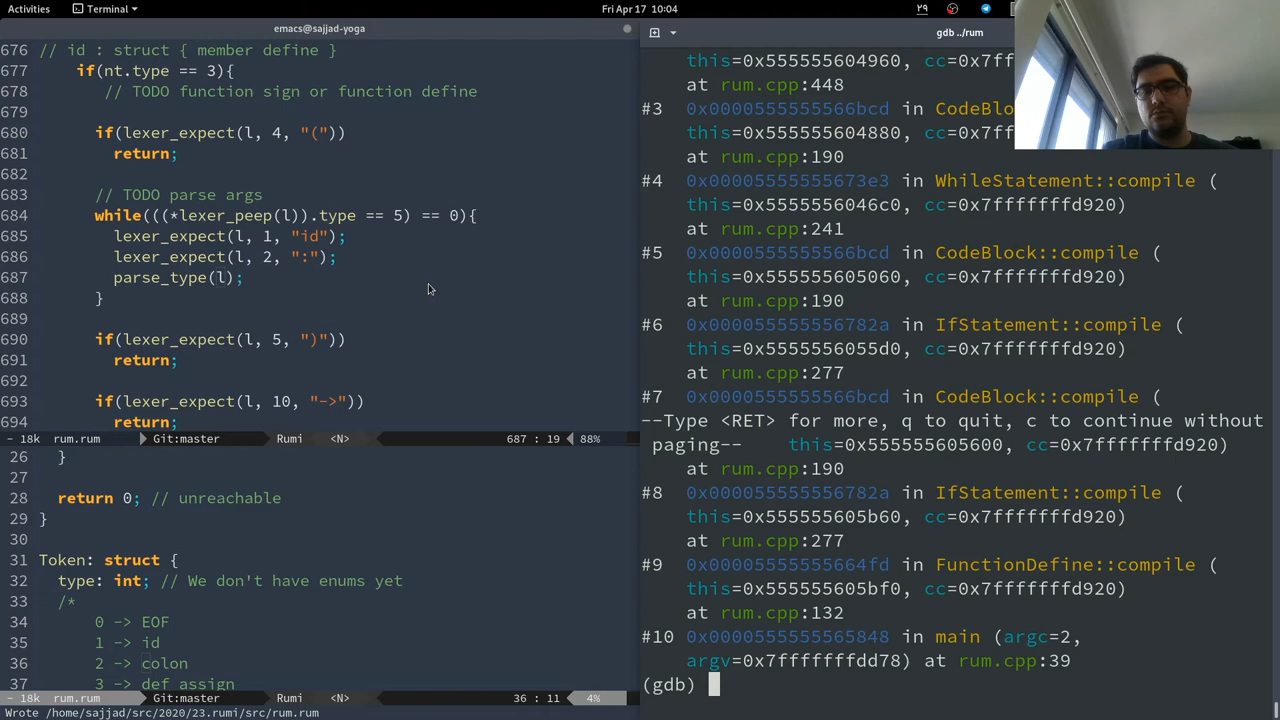 Activities
Terminal
Fri Apr 17 10:04
۲۹
emacs@sajjad-yoga
676 // id : struct { member define }
677 if(nt.type == 3){
678 // TODO function sign or function define
679
680 if(lexer_expect(l, 4, "("))
681 return;
682
683 // TODO parse args
684 while(((*lexer_peep(l)).type == 5) == 0){
685 lexer_expect(l, 1, "id");
686 lexer_expect(l, 2, ":");
687 parse_type(l);
688 }
689
690 if(lexer_expect(l, 5, ")"))
691 return;
692
693 if(lexer_expect(l, 10, "->"))
694 return;
- 18k rum.rum Git:master Rumi <N> 687 : 19 88%
26 }
27
28 return 0; // unreachable
29 }
30
31 Token: struct {
32 type: int; // We don't have enums yet
33 /*
34 0 -> EOF
35 1 -> id
36 2 -> colon
37 3 -> def assign
- 18k rum.rum Git:master Rumi <N> 36 : 11 4%
Wrote /home/sajjad/src/2020/23.rumi/src/rum.rum
gdb ../rum
this=0x555555604960, cc=0x7ff
at rum.cpp:448
#3 0x0000555555566bcd in CodeBlo
this=0x555555604880, cc=0x7ff
at rum.cpp:190
#4 0x00005555555673e3 in WhileStatement::compile (
this=0x5555556046c0, cc=0x7fffffffd920)
at rum.cpp:241
#5 0x0000555555566bcd in CodeBlock::compile (
this=0x555555605060, cc=0x7fffffffd920)
at rum.cpp:190
#6 0x000055555556782a in IfStatement::compile (
this=0x5555556055d0, cc=0x7fffffffd920)
at rum.cpp:277
#7 0x0000555555566bcd in CodeBlock::compile (
--Type <RET> for more, q to quit, c to continue without
paging-- this=0x555555605600, cc=0x7fffffffd920)
at rum.cpp:190
#8 0x000055555556782a in IfStatement::compile (
this=0x555555605b60, cc=0x7fffffffd920)
at rum.cpp:277
#9 0x00005555555664fd in FunctionDefine::compile (
this=0x555555605bf0, cc=0x7fffffffd920)
at rum.cpp:132
#10 0x0000555555565848 in main (argc=2,
argv=0x7fffffffdd78) at rum.cpp:39
(gdb)